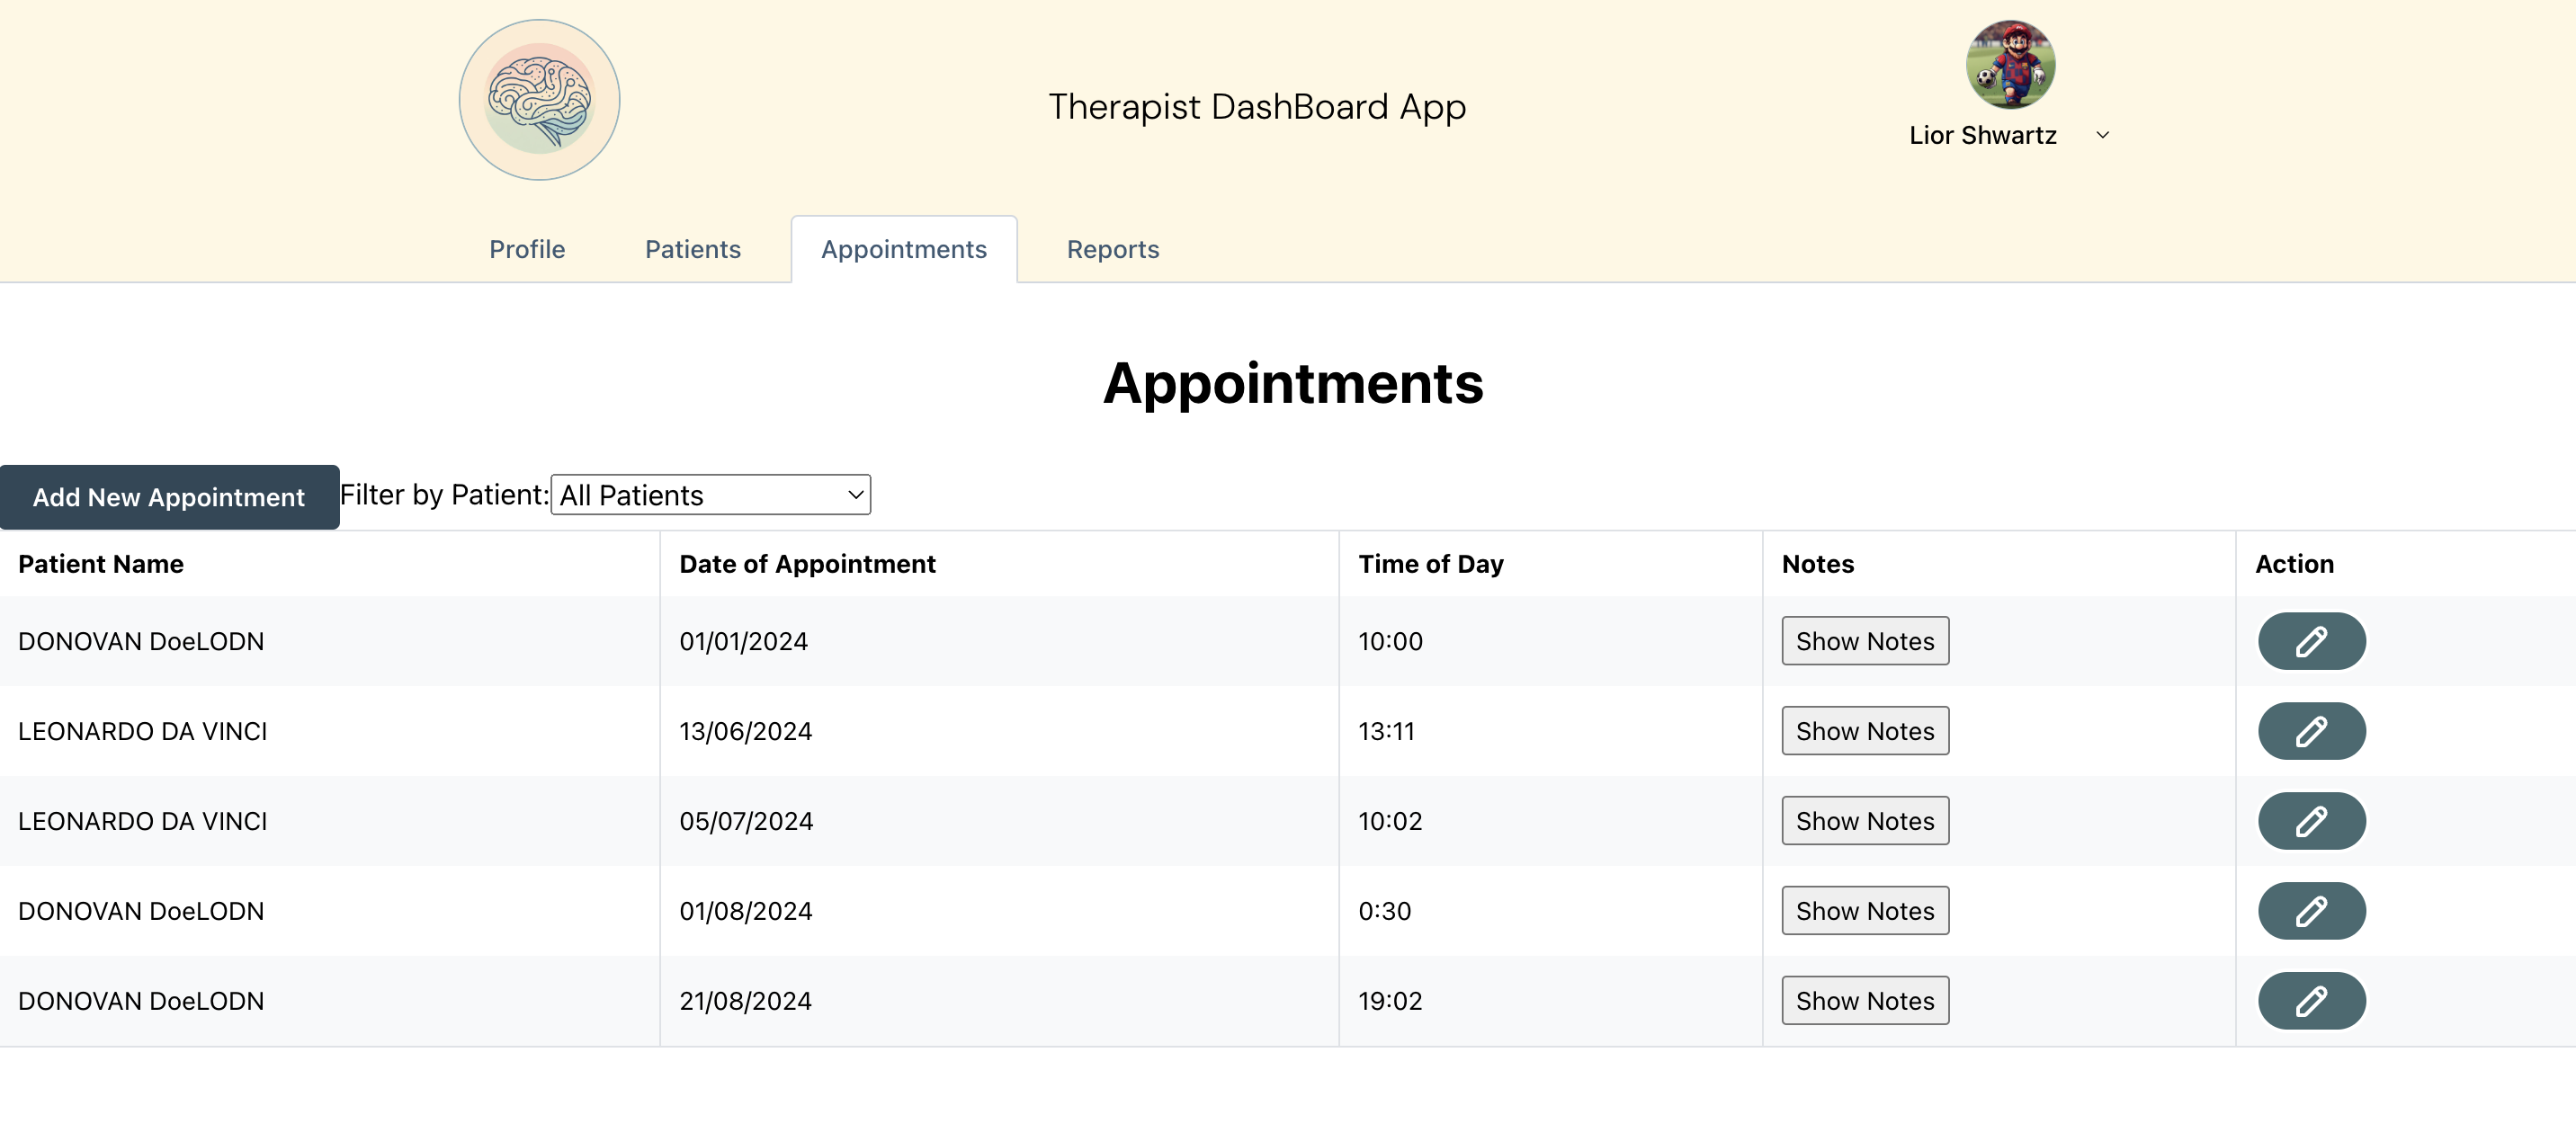 Therapist DashBoard App
Lior Shwartz
Profile Patients Appointments Reports
Appointments
Add New Appointment Filter by Patient: All Patients
Patient Name Date of Appointment Time of Day Notes Action
DONOVAN DoeLODN 01/01/2024 10:00 Show Notes
LEONARDO DA VINCI 13/06/2024 13:11 Show Notes
LEONARDO DA VINCI 05/07/2024 10:02 Show Notes
DONOVAN DoeLODN 01/08/2024 0:30 Show Notes
DONOVAN DoeLODN 21/08/2024 19:02 Show Notes